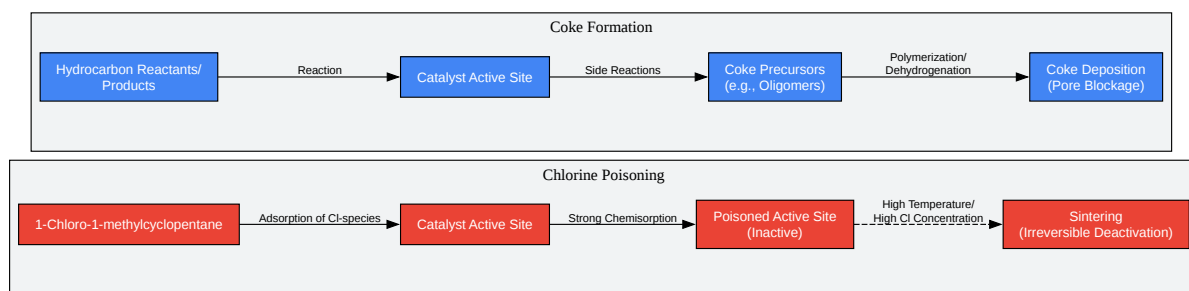 Coke Formation
Hydrocarbon Reactants/
Products
Reaction
Catalyst Active Site
Side Reactions
Coke Precursors
(e.g., Oligomers)
Polymerization/
Dehydrogenation
Coke Deposition
(Pore Blockage)
Chlorine Poisoning
1-Chloro-1-methylcyclopentane
Adsorption of Cl-species
Catalyst Active Site
Strong Chemisorption
Poisoned Active Site
(Inactive)
High Temperature/
High Cl Concentration
Sintering
(Irreversible Deactivation)